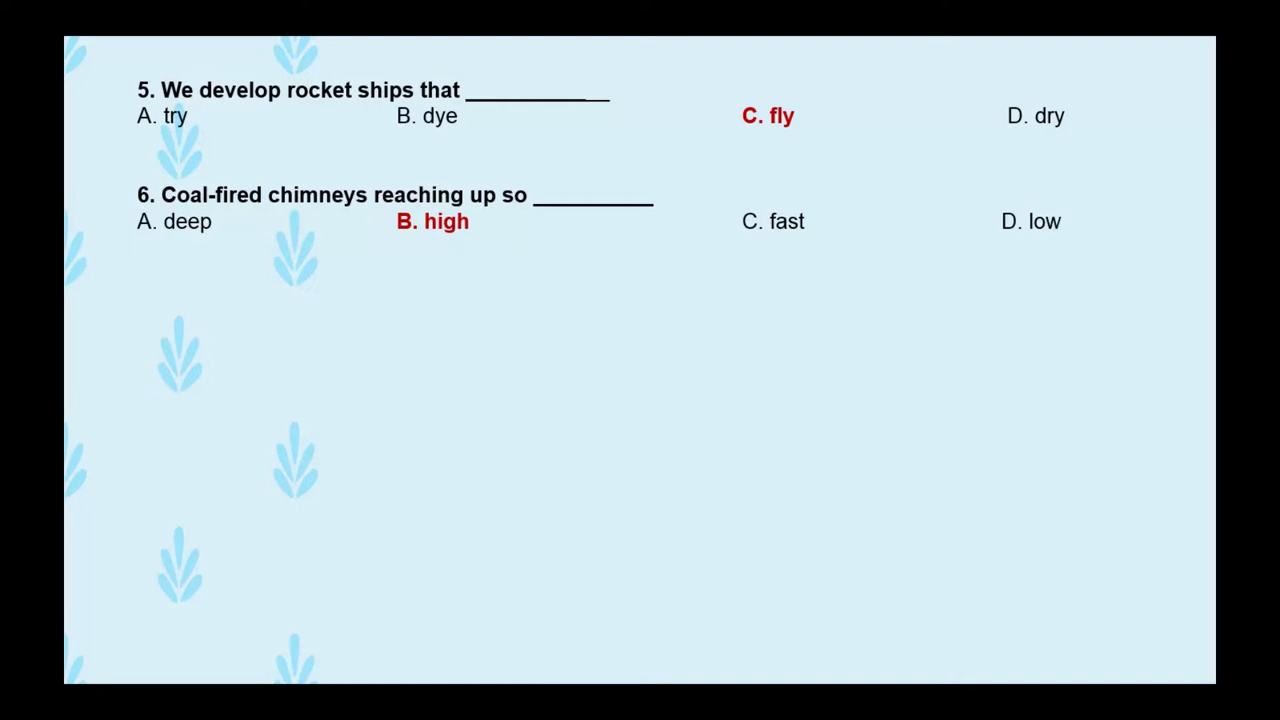 5. We develop rocket ships that ____________
A. try B. dye C. fly D. dry
6. Coal-fired chimneys reaching up so __________
A. deep B. high C. fast D. low